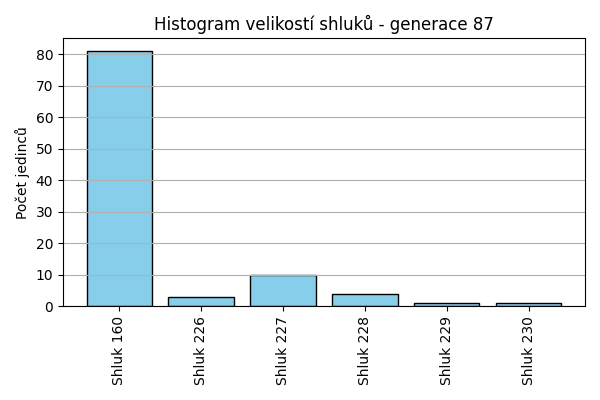 Histogram velikostí shluků - generace 87
Počet jedinců
80
70
60
50
40
30
20
10
0
Shluk 160
Shluk 226
Shluk 227
Shluk 228
Shluk 229
Shluk 230